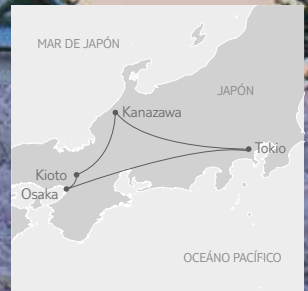 MAR DE JAPÓN
JAPÓN
Kanazawa
Tokio
Kioto
Osaka
OCEÁNO PACÍFICO